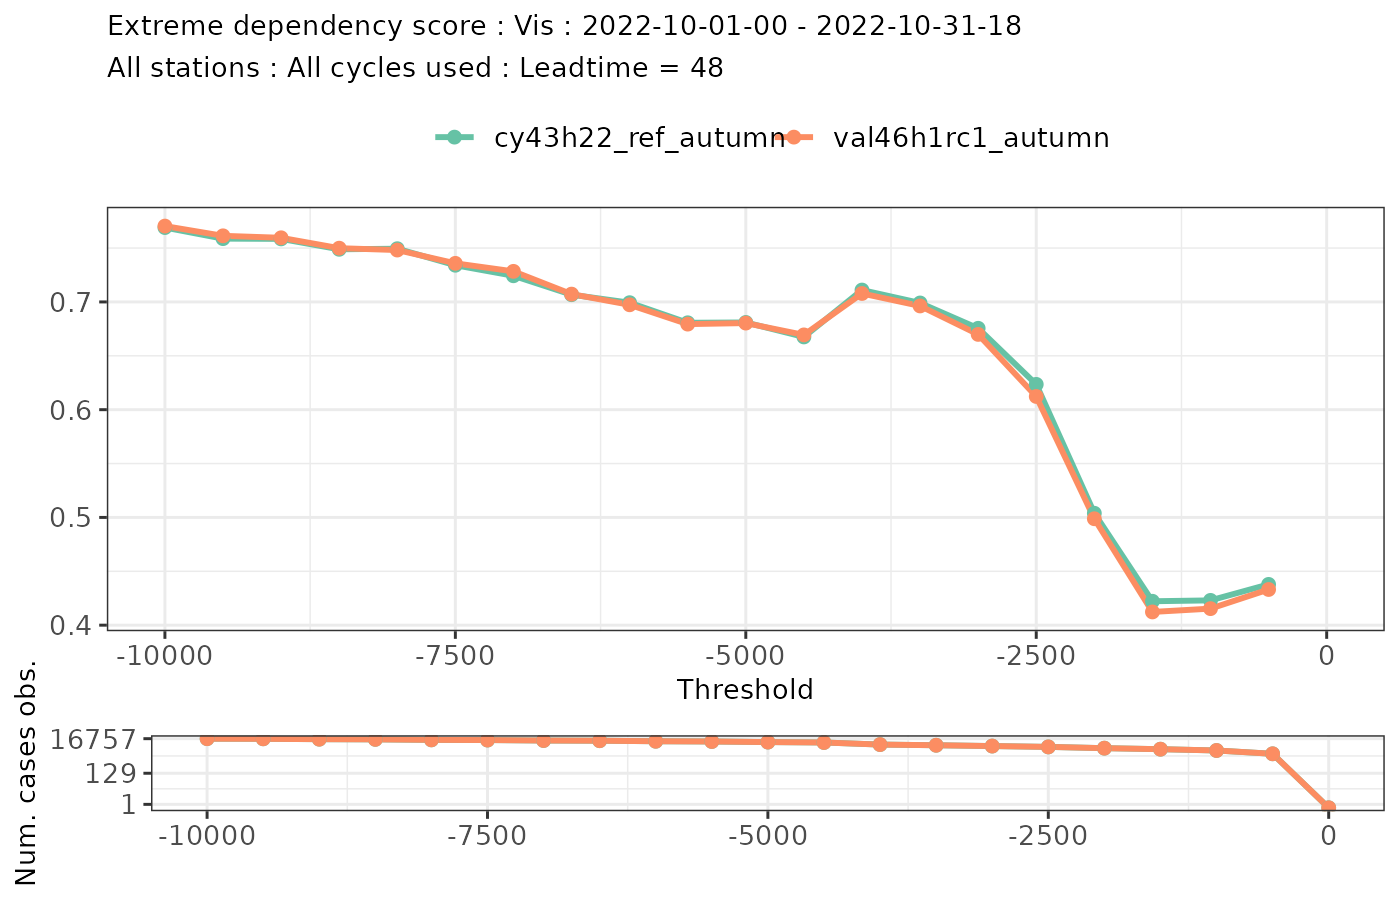 Extreme dependency score : Vis : 2022-10-01-00 - 2022-10-31-18
All stations : All cycles used : Leadtime = 48
cy43h22_ref_autumn val46h1rc1_autumn
0.7
0.6
0.5
0.4
-10000 -7500 -5000 -2500 0
Threshold
Num. cases obs.
16757
129
1
-10000 -7500 -5000 -2500 0